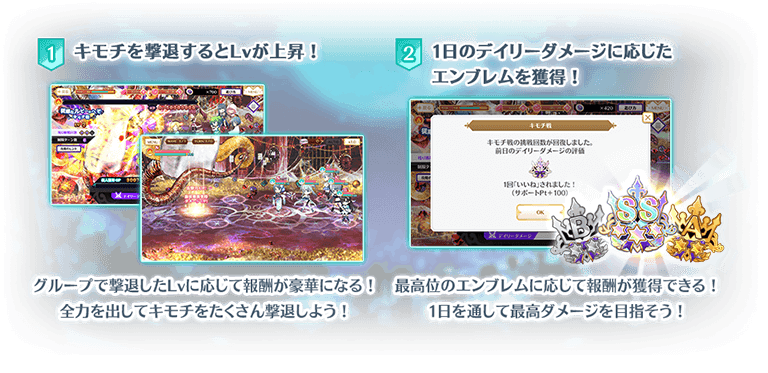 1 キモチを撃退するとLvが上昇！
MENU
グループで撃退したLvに応じて報酬が豪華になる！
全力を出してキモチをたくさん撃退しよう！
2 1日のデイリーダメージに応じた
エンブレムを獲得！
キモチ戦
キモチ戦の挑戦回数が回復しました。
前日のデイリーダメージの評価
1回「いいね」されました！
（サポートPt＋100）
OK
デイリーダメージ
B
SS
A
最高位のエンブレムに応じて報酬が獲得できる！
1日を通して最高ダメージを目指そう！